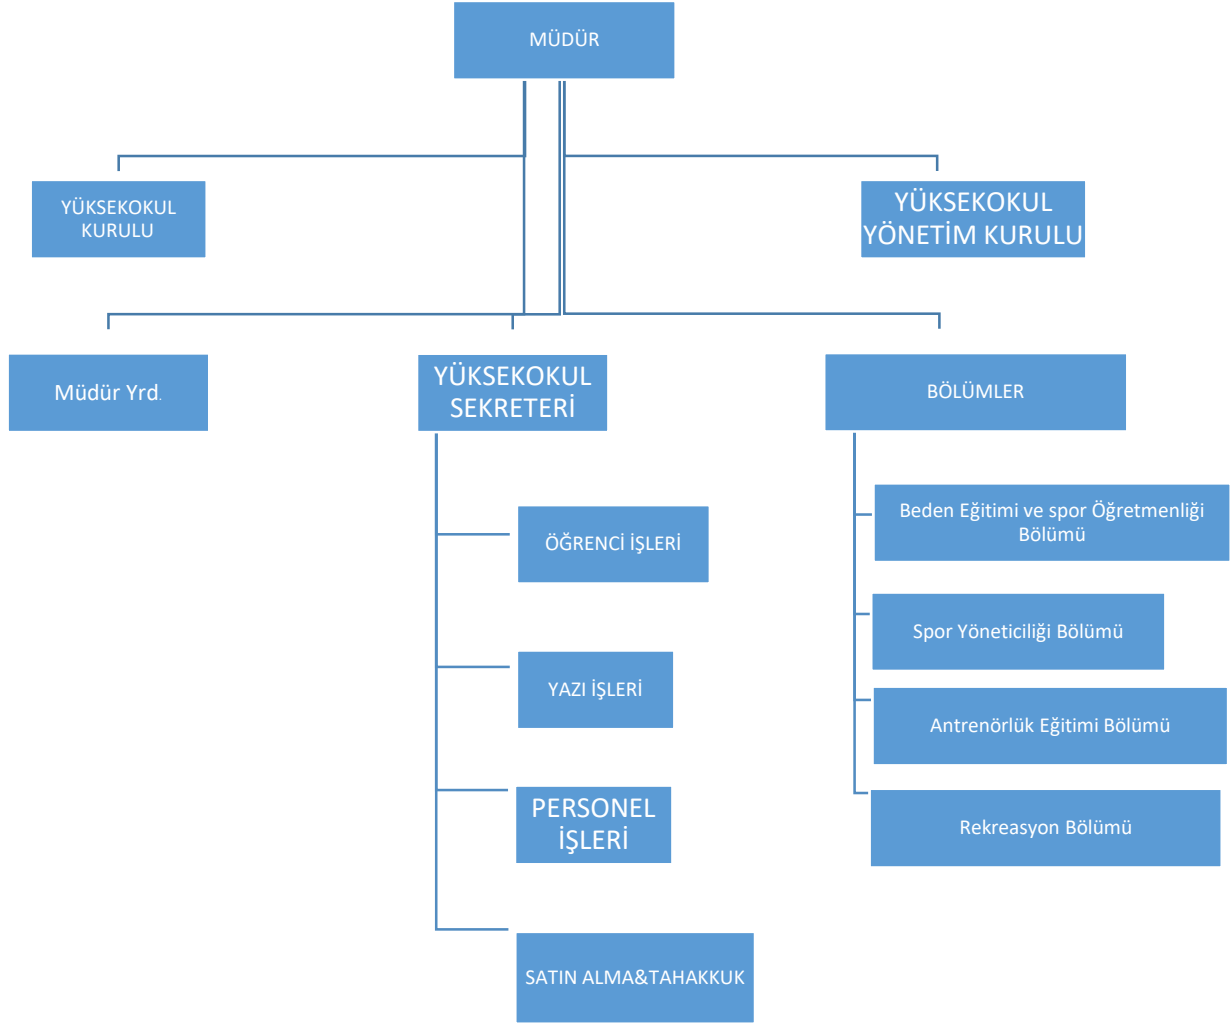 MÜDÜR
YÜKSEKOKUL
KURULU
YÜKSEKOKUL
YÖNETİM KURULU
Müdür Yrd.
YÜKSEKOKUL
SEKRETERİ
BÖLÜMLER
ÖĞRENCİ İŞLERİ
YAZI İŞLERİ
PERSONEL
İŞLERİ
SATIN ALMA&TAHAKKUK
Beden Eğitimi ve spor Öğretmenliği
Bölümü
Spor Yöneticiliği Bölümü
Antrenörlük Eğitimi Bölümü
Rekreasyon Bölümü